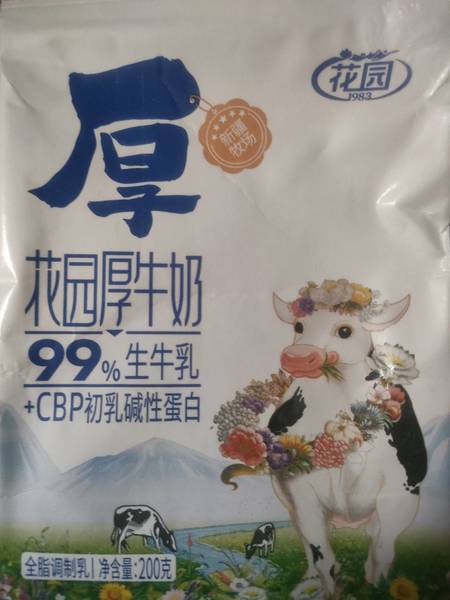 花园
1983
厚
新疆
牧场
花园厚牛奶
99%生牛乳
+CBP初乳碱性蛋白
全脂调制乳|净含量:200克